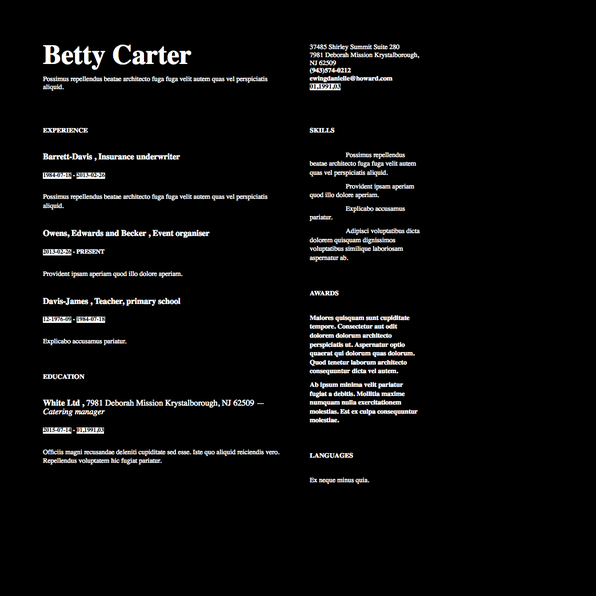 Betty Carter
Possimus repellendus beatae architecto fuga fuga velit autem quas vel perspiciatis
aliquid.
37485 Shirley Summit Suite 280
7981 Deborah Mission Krystalborough,
NJ 62509
(943)574-0212
ewingdanielle@howard.com
01.1991.03
EXPERIENCE
Barrett-Davis , Insurance underwriter
1984-07-18 - 2013-02-26
Possimus repellendus beatae architecto fuga fuga velit autem quas vel perspiciatis
aliquid.
Owens, Edwards and Becker , Event organiser
2013-02-26 - PRESENT
Provident ipsam aperiam quod illo dolore aperiam.
Davis-James , Teacher, primary school
12-1976-09 - 1984-07-18
Explicabo accusamus pariatur.
EDUCATION
White Ltd , 7981 Deborah Mission Krystalborough, NJ 62509 —
Catering manager
2015-07-14 - 01.1991.03
Officiis magni recusandae deleniti cupiditate sed esse. Iste quo aliquid reiciendis vero.
Repellendus voluptatem hic fugiat pariatur.
SKILLS
Possimus repellendus
beatae architecto fuga fuga velit autem
quas vel perspiciatis aliquid.
Provident ipsam aperiam
quod illo dolore aperiam.
Explicabo accusamus
pariatur.
Adipisci voluptatibus dicta
dolorem quisquam dignissimos
voluptatibus similique laboriosam
aspernatur ab.
AWARDS
Maiores quisquam sunt cupiditate
tempore. Consectetur aut odit
dolorem dolorum architecto
perspiciatis ut. Aspernatur optio
quaerat qui dolorum quas dolorum.
Quod tenetur laborum architecto
consequuntur dicta vel autem.
Ab ipsum minima velit pariatur
fugiat a debitis. Mollitia maxime
numquam nulla exercitationem
molestias. Est ex culpa consequuntur
molestiae.
LANGUAGES
Ex neque minus quia.